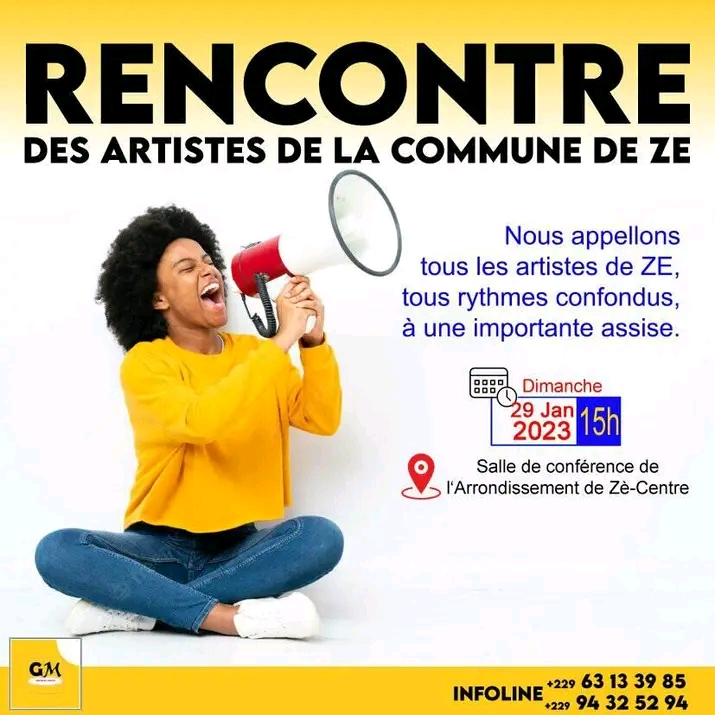 RENCONTRE
DES ARTISTES DE LA COMMUNE DE ZE
Nous appellons
tous les artistes de ZE,
tous rythmes confondus,
à une importante assise.
Dimanche
29 Jan
2023
15h
Salle de conférence de
l'Arrondissement de Zè-Centre
GM
INFOLINE
+229 63 13 39 85
+229 94 32 52 94